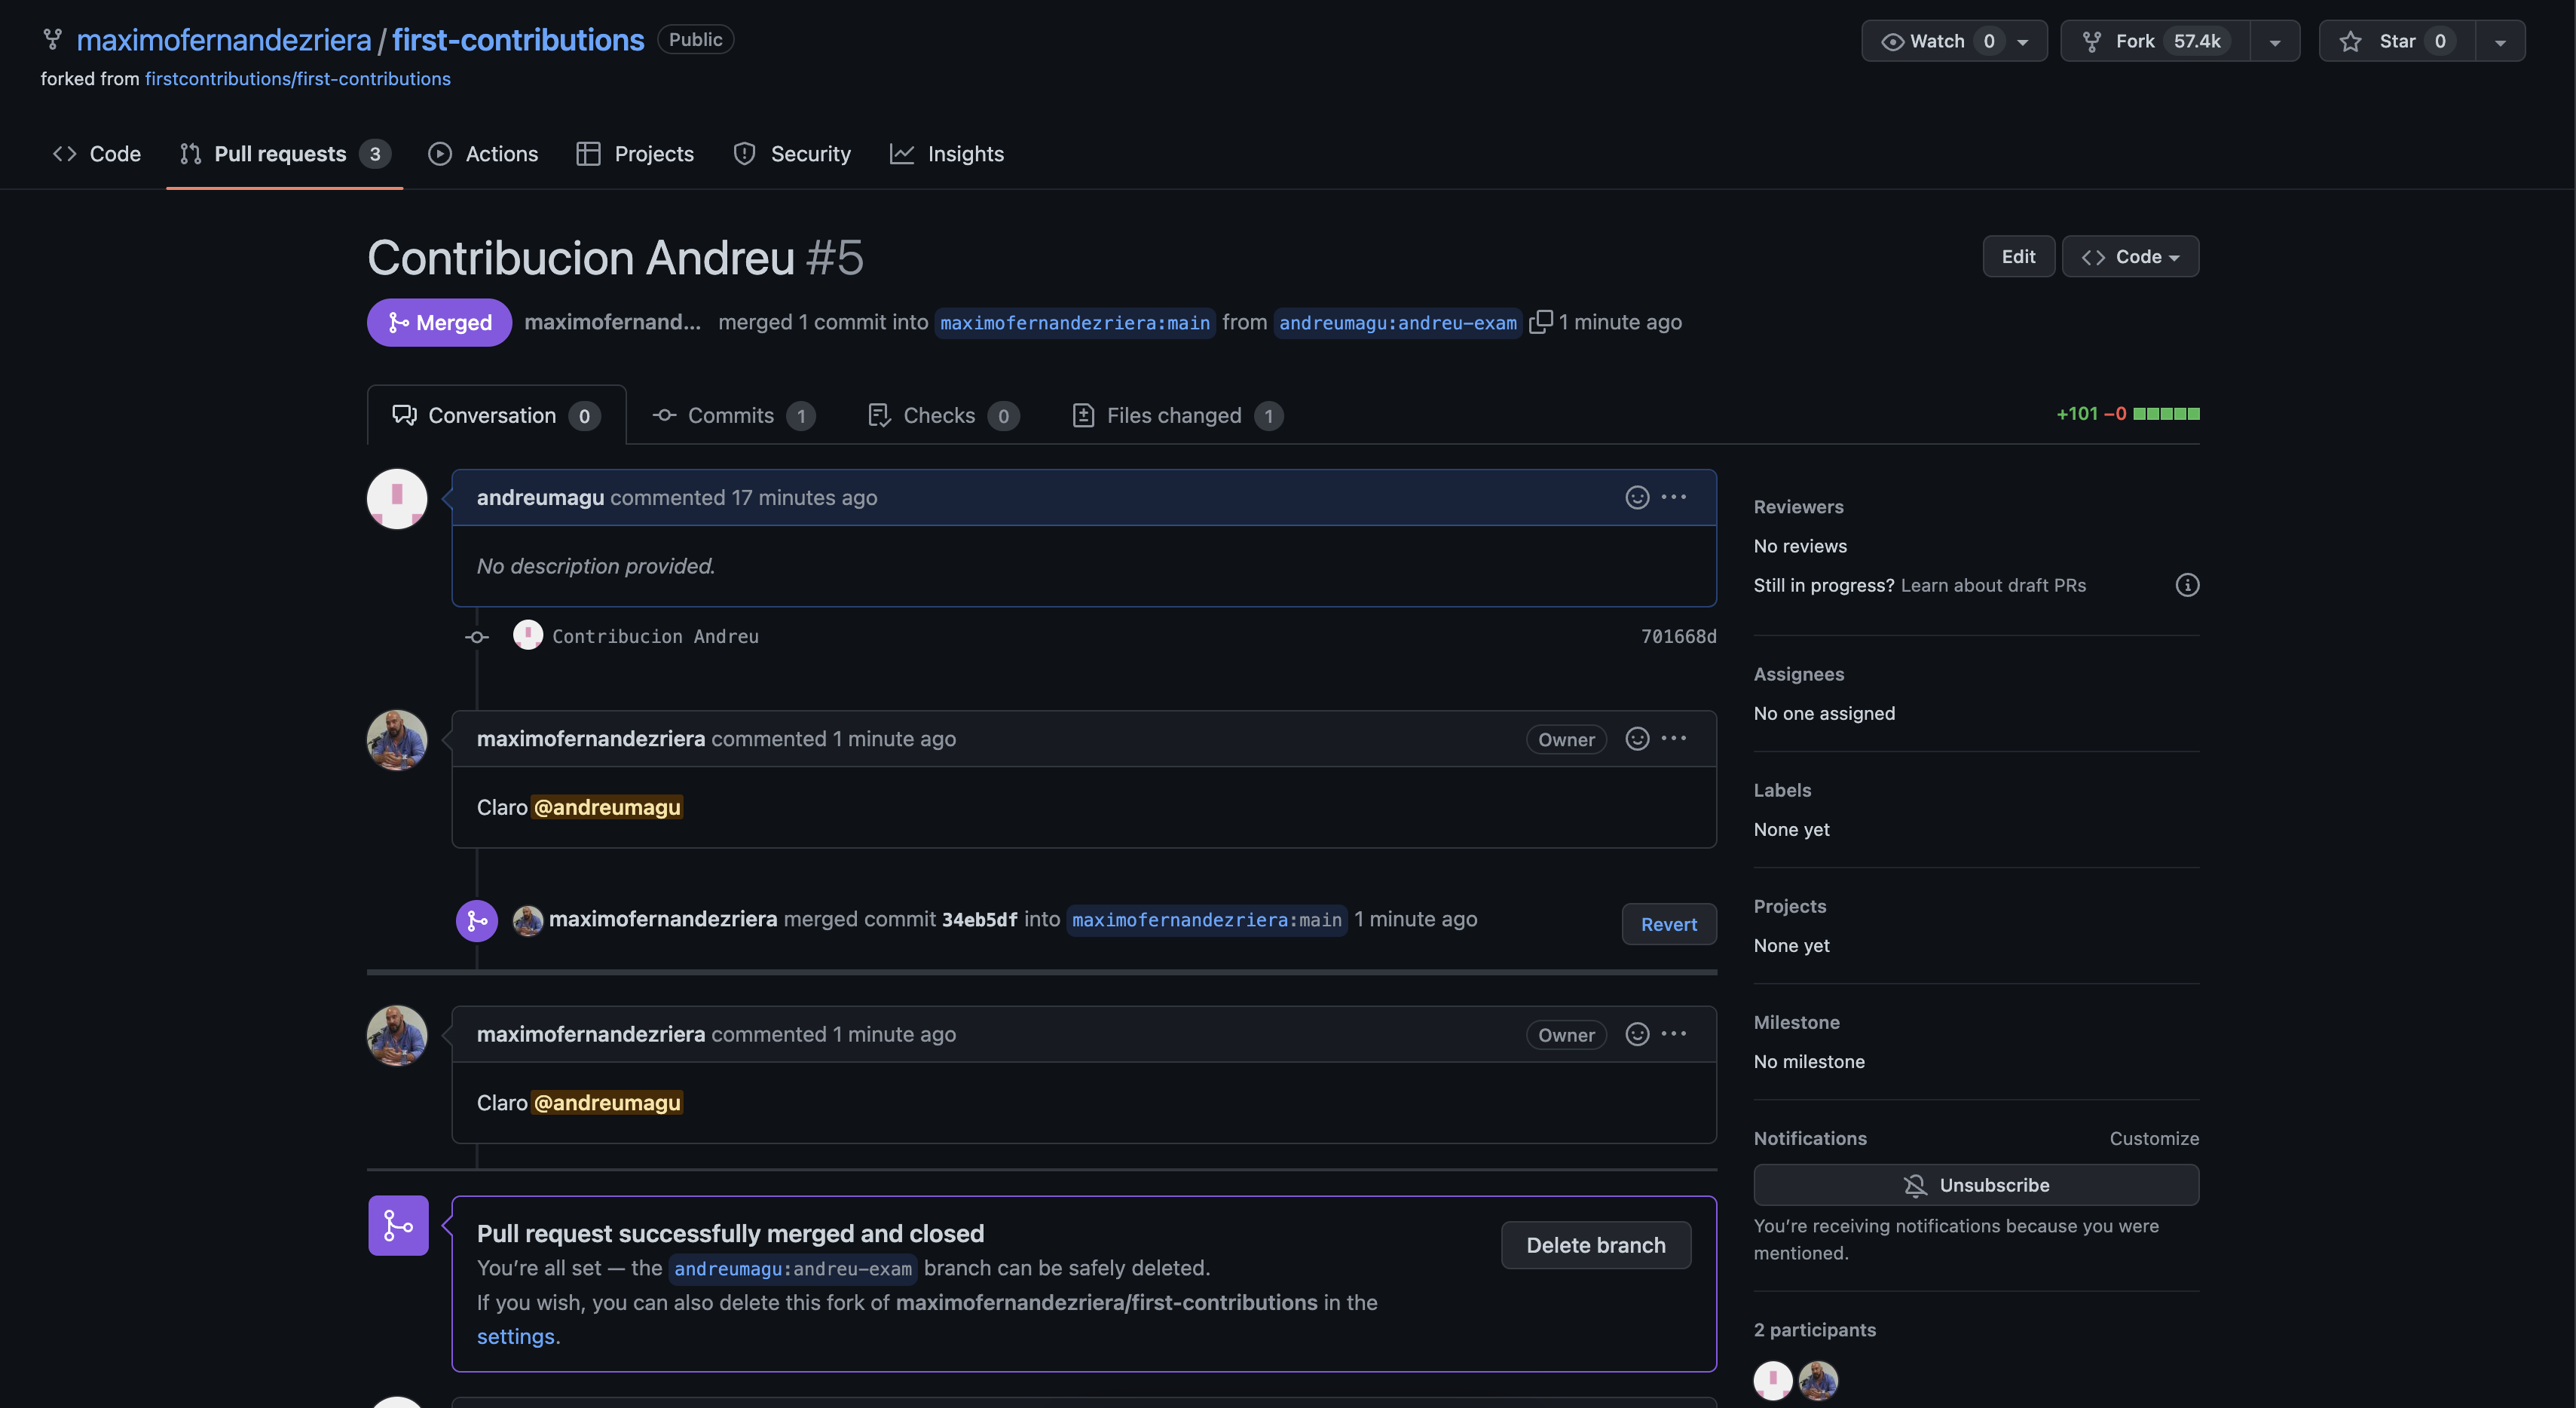 maximofernandezriera / first-contributions Public
Watch 0 Fork 57.4k Star 0
forked from firstcontributions/first-contributions
Code Pull requests 3 Actions Projects Security Insights
Contribucion Andreu #5
Edit Code
Merged maximofernand... merged 1 commit into maximofernandezriera:main from andreumagu:andreu-exam 1 minute ago
Conversation 0 Commits 1 Checks 0 Files changed 1
+101 −0
andreumagu commented 17 minutes ago
No description provided.
Contribucion Andreu 701668d
maximofernandezriera commented 1 minute ago Owner
Claro @andreumagu
maximofernandezriera merged commit 34eb5df into maximofernandezriera:main 1 minute ago Revert
maximofernandezriera commented 1 minute ago Owner
Claro @andreumagu
Pull request successfully merged and closed
You're all set — the andreumagu:andreu-exam branch can be safely deleted.
If you wish, you can also delete this fork of maximofernandezriera/first-contributions in the
settings.
Delete branch
Reviewers
No reviews
Still in progress? Learn about draft PRs
Assignees
No one assigned
Labels
None yet
Projects
None yet
Milestone
No milestone
Notifications Customize
Unsubscribe
You're receiving notifications because you were
mentioned.
2 participants